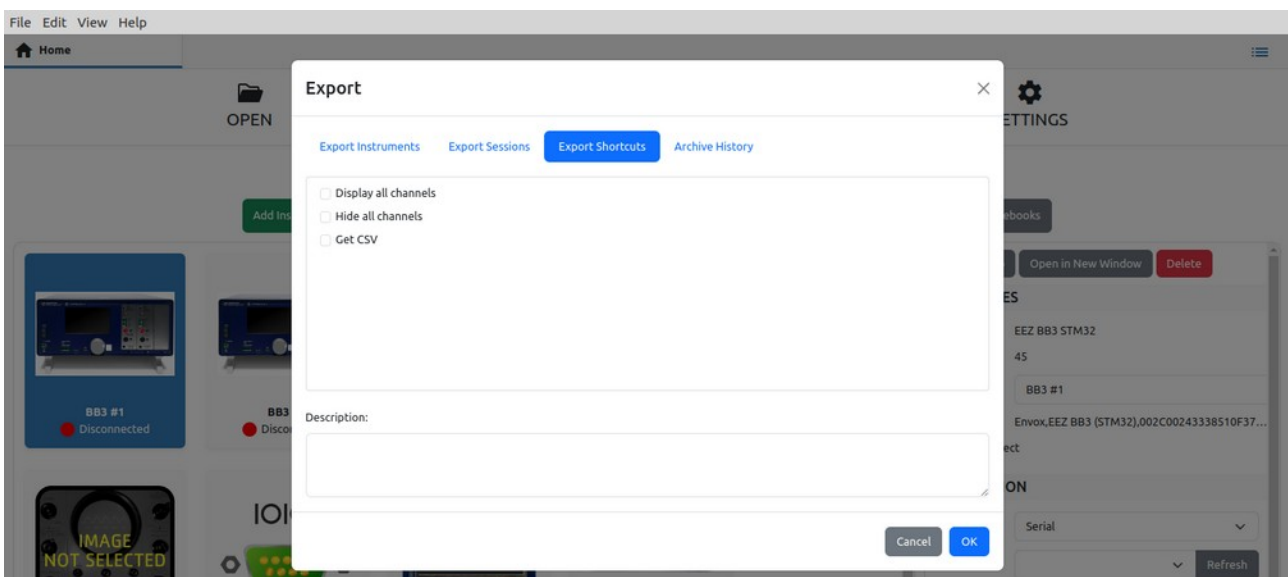 File Edit View Help
Home
OPEN
ETTINGS
Export
Export Instruments Export Sessions Export Shortcuts Archive History
Display all channels
Hide all channels
Get CSV
Description:
Cancel OK
Add Ins
ebooks
Open in New Window Delete
ES
EEZ BB3 STM32
45
BB3 #1
Envox,EEZ BB3 (STM32),002C00243338510F37...
ect
ON
Serial
Refresh
BB3 #1
Disconnected
BB3
Disco
IMAGE
NOT SELECTED
IOI